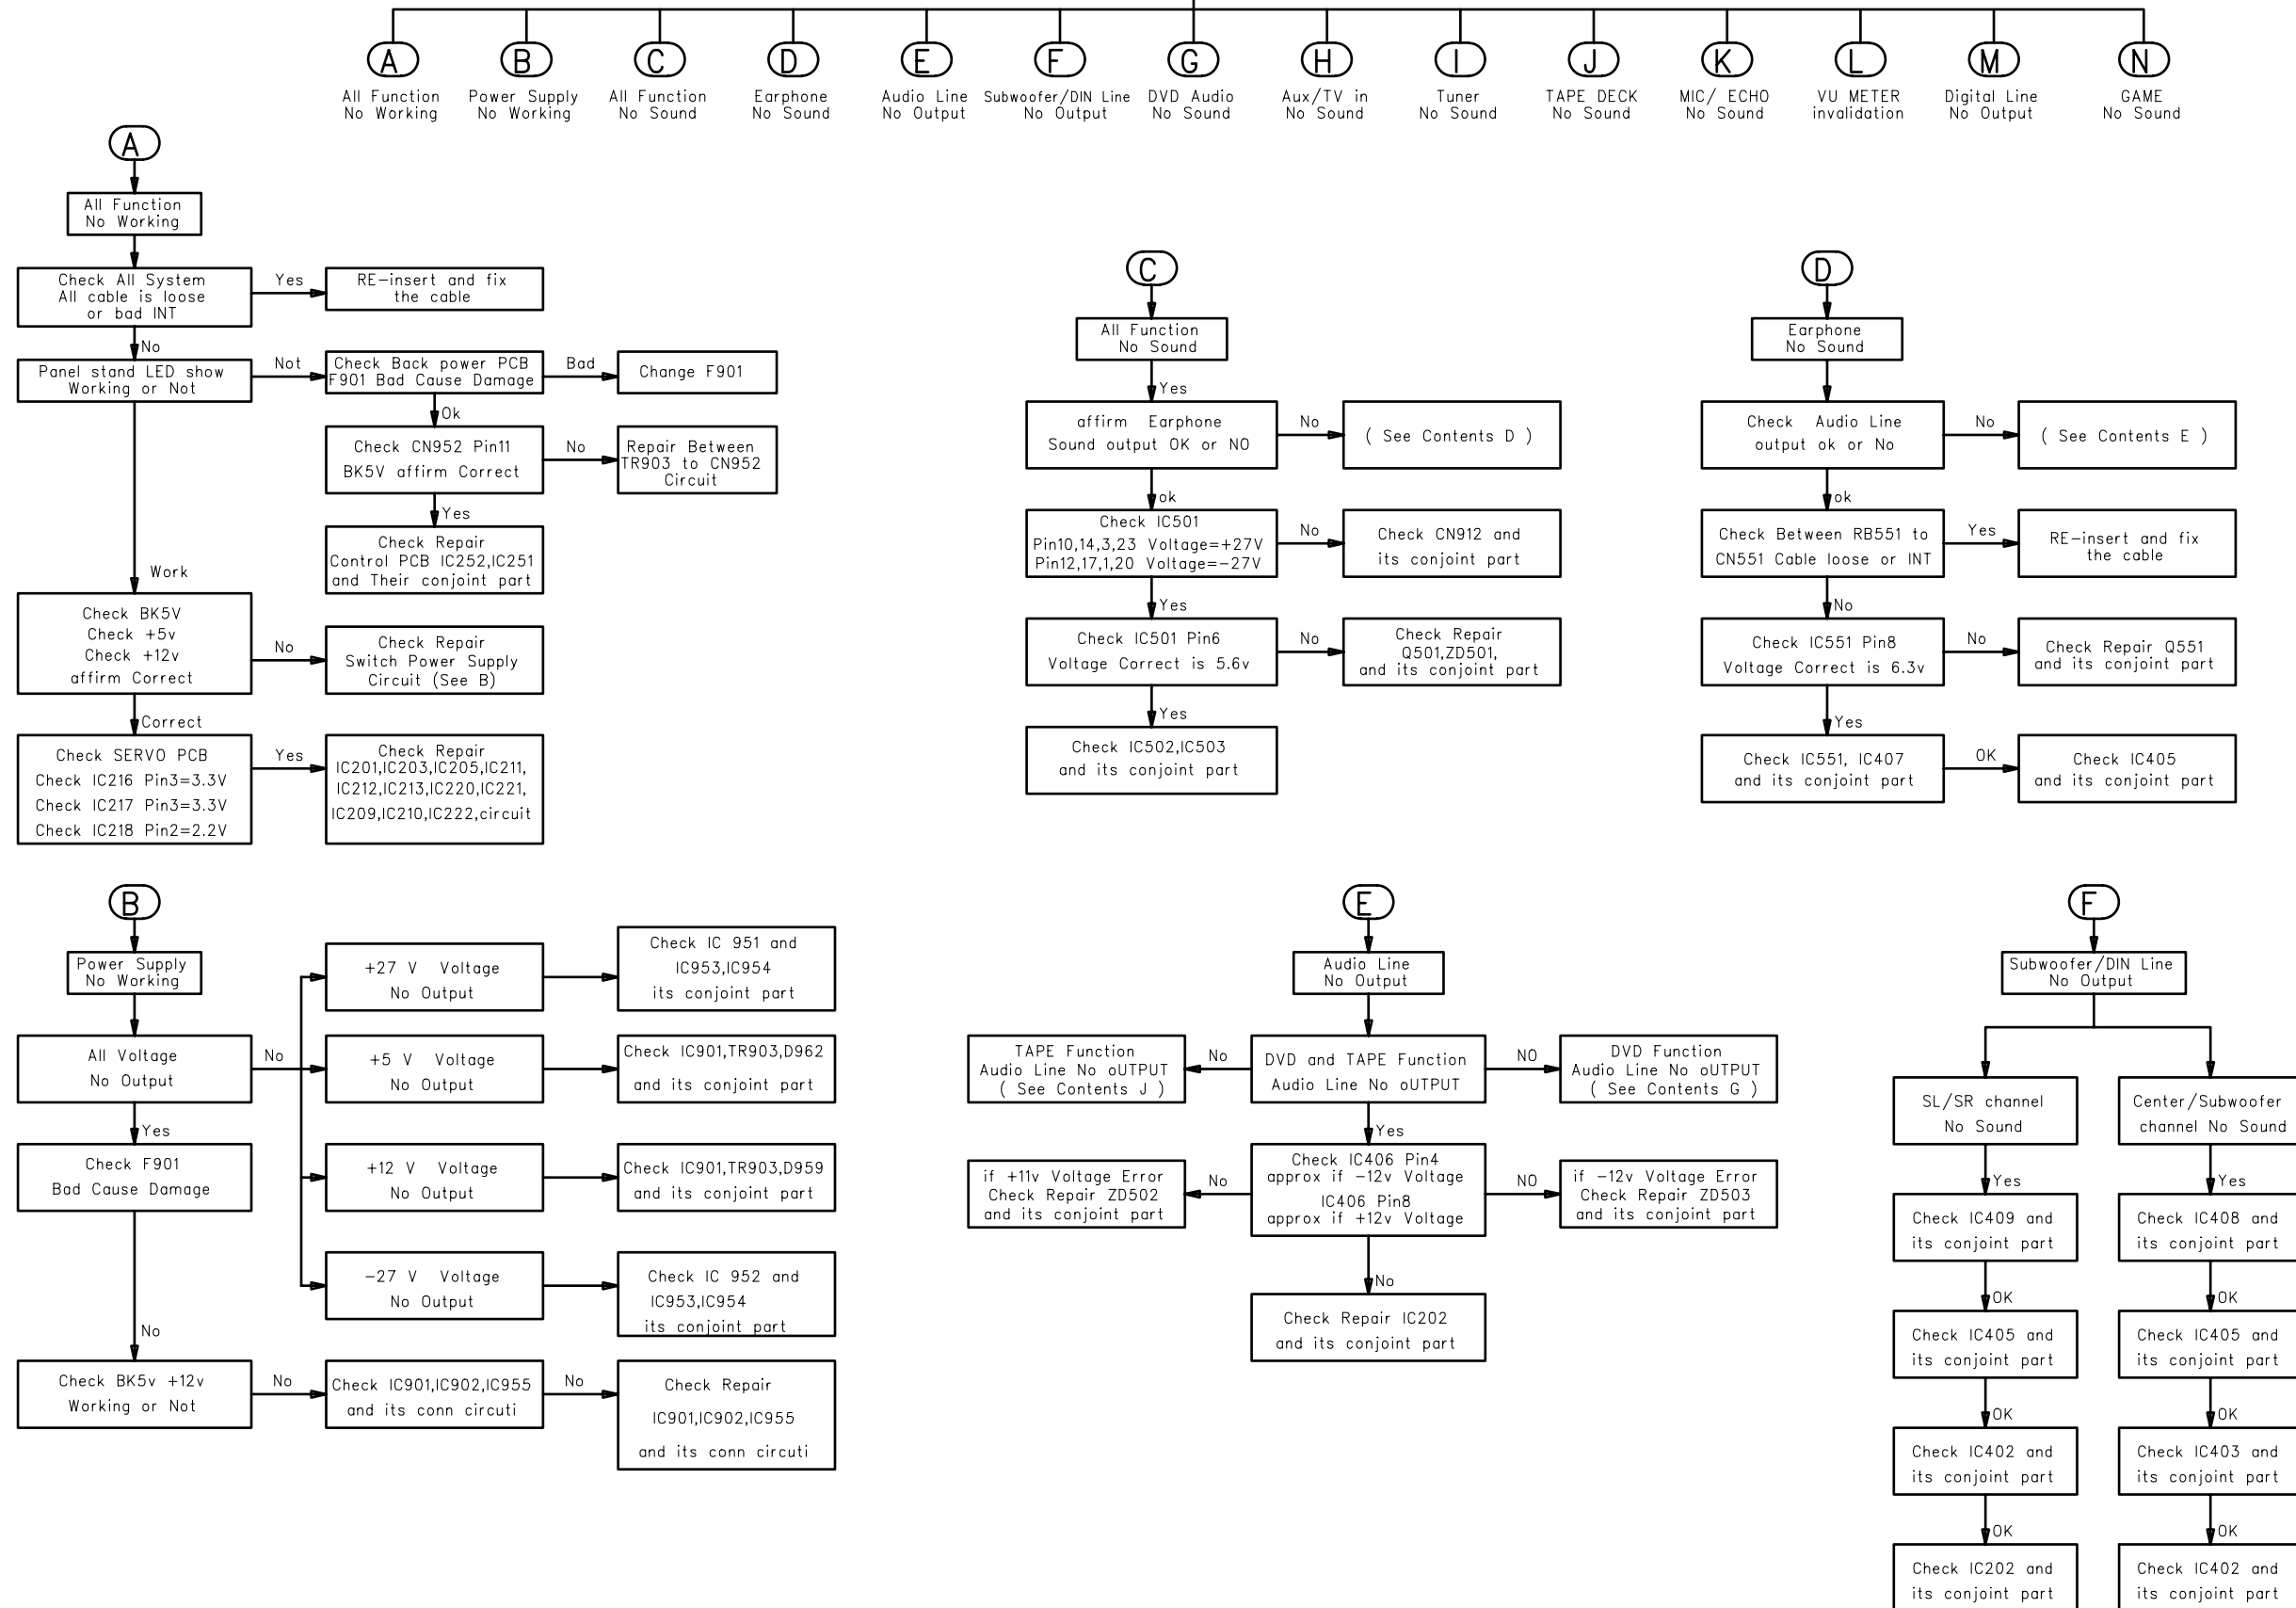 A
B
C
D
E
F
G
H
I
J
K
L
M
N
All Function
No Working
Power Supply
No Working
All Function
No Sound
Earphone
No Sound
Audio Line
No Output
Subwoofer/DIN Line
No Output
DVD Audio
No Sound
Aux/TV in
No Sound
Tuner
No Sound
TAPE DECK
No Sound
MIC/ ECHO
No Sound
VU METER
invalidation
Digital Line
No Output
GAME
No Sound
A
All Function
No Working
Check All System
All cable is loose
or bad INT
Yes
RE-insert and fix
the cable
No
Panel stand LED show
Working or Not
Not
Check Back power PCB
F901 Bad Cause Damage
Bad
Change F901
Ok
Check CN952 Pin11
BK5V affirm Correct
No
Repair Between
TR903 to CN952
Circuit
Yes
Check Repair
Control PCB IC252,IC251
and Their conjoint part
Work
Check BK5V
Check +5v
Check +12v
affirm Correct
No
Check Repair
Switch Power Supply
Circuit (See B)
Correct
Check SERVO PCB
Check IC216 Pin3=3.3V
Check IC217 Pin3=3.3V
Check IC218 Pin2=2.2V
Yes
Check Repair
IC201,IC203,IC205,IC211,
IC212,IC213,IC220,IC221,
IC209,IC210,IC222,circuit
C
All Function
No Sound
Yes
affirm Earphone
Sound output OK or NO
No
( See Contents D )
ok
Check IC501
Pin10,14,3,23 Voltage=+27V
Pin12,17,1,20 Voltage=-27V
No
Check CN912 and
its conjoint part
Yes
Check IC501 Pin6
Voltage Correct is 5.6v
No
Check Repair
Q501,ZD501,
and its conjoint part
Yes
Check IC502,IC503
and its conjoint part
D
Earphone
No Sound
Check Audio Line
output ok or No
No
( See Contents E )
ok
Check Between RB551 to
CN551 Cable loose or INT
Yes
RE-insert and fix
the cable
No
Check IC551 Pin8
Voltage Correct is 6.3v
No
Check Repair Q551
and its conjoint part
Yes
Check IC551, IC407
and its conjoint part
OK
Check IC405
and its conjoint part
B
Power Supply
No Working
All Voltage
No Output
No
+27 V Voltage
No Output
Check IC 951 and
IC953,IC954
its conjoint part
+5 V Voltage
No Output
Check IC901,TR903,D962
and its conjoint part
Yes
Check F901
Bad Cause Damage
+12 V Voltage
No Output
Check IC901,TR903,D959
and its conjoint part
-27 V Voltage
No Output
Check IC 952 and
IC953,IC954
its conjoint part
No
Check BK5v +12v
Working or Not
No
Check IC901,IC902,IC955
and its conn circuti
No
Check Repair
IC901,IC902,IC955
and its conn circuti
E
Audio Line
No Output
TAPE Function
Audio Line No oUTPUT
( See Contents J )
No
DVD and TAPE Function
Audio Line No oUTPUT
NO
DVD Function
Audio Line No oUTPUT
( See Contents G )
Yes
if +11v Voltage Error
Check Repair ZD502
and its conjoint part
No
Check IC406 Pin4
approx if -12v Voltage
IC406 Pin8
approx if +12v Voltage
NO
if -12v Voltage Error
Check Repair ZD503
and its conjoint part
No
Check Repair IC202
and its conjoint part
F
Subwoofer/DIN Line
No Output
SL/SR channel
No Sound
Yes
Check IC409 and
its conjoint part
OK
Check IC405 and
its conjoint part
OK
Check IC402 and
its conjoint part
OK
Check IC202 and
its conjoint part
Center/Subwoofer
channel No Sound
Yes
Check IC408 and
its conjoint part
OK
Check IC405 and
its conjoint part
OK
Check IC403 and
its conjoint part
OK
Check IC402 and
its conjoint part